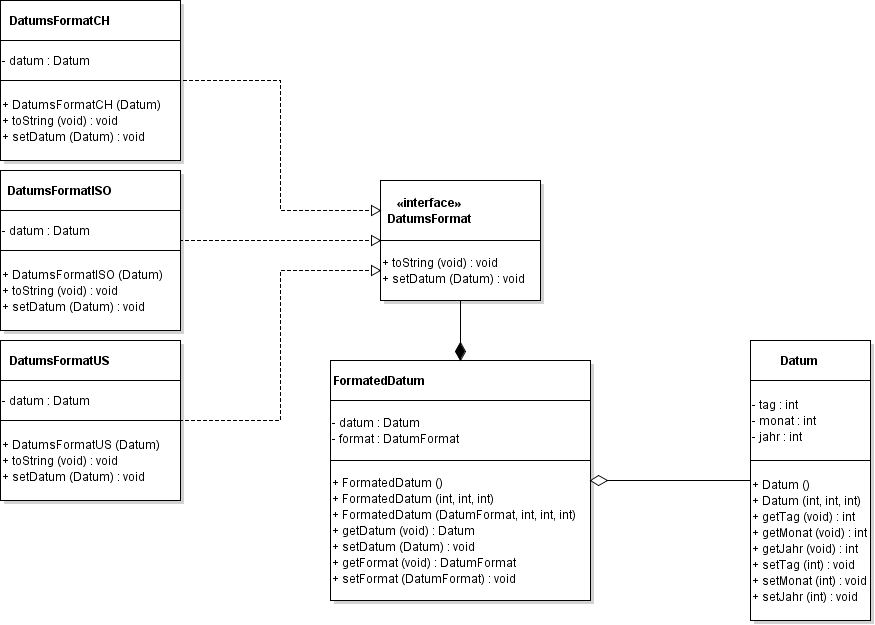 DatumsFormatCH
- datum : Datum
+ DatumsFormatCH (Datum)
+ toString (void) : void
+ setDatum (Datum) : void
DatumsFormatISO
- datum : Datum
+ DatumsFormatISO (Datum)
+ toString (void) : void
+ setDatum (Datum) : void
DatumsFormatUS
- datum : Datum
+ DatumsFormatUS (Datum)
+ toString (void) : void
+ setDatum (Datum) : void
«interface»
DatumsFormat
+ toString (void) : void
+ setDatum (Datum) : void
FormatedDatum
- datum : Datum
- format : DatumFormat
+ FormatedDatum ()
+ FormatedDatum (int, int, int)
+ FormatedDatum (DatumFormat, int, int, int)
+ getDatum (void) : Datum
+ setDatum (Datum) : void
+ getFormat (void) : DatumFormat
+ setFormat (DatumFormat) : void
Datum
- tag : int
- monat : int
- jahr : int
+ Datum ()
+ Datum (int, int, int)
+ getTag (void) : int
+ getMonat (void) : int
+ getJahr (void) : int
+ setTag (int) : void
+ setMonat (int) : void
+ setJahr (int) : void